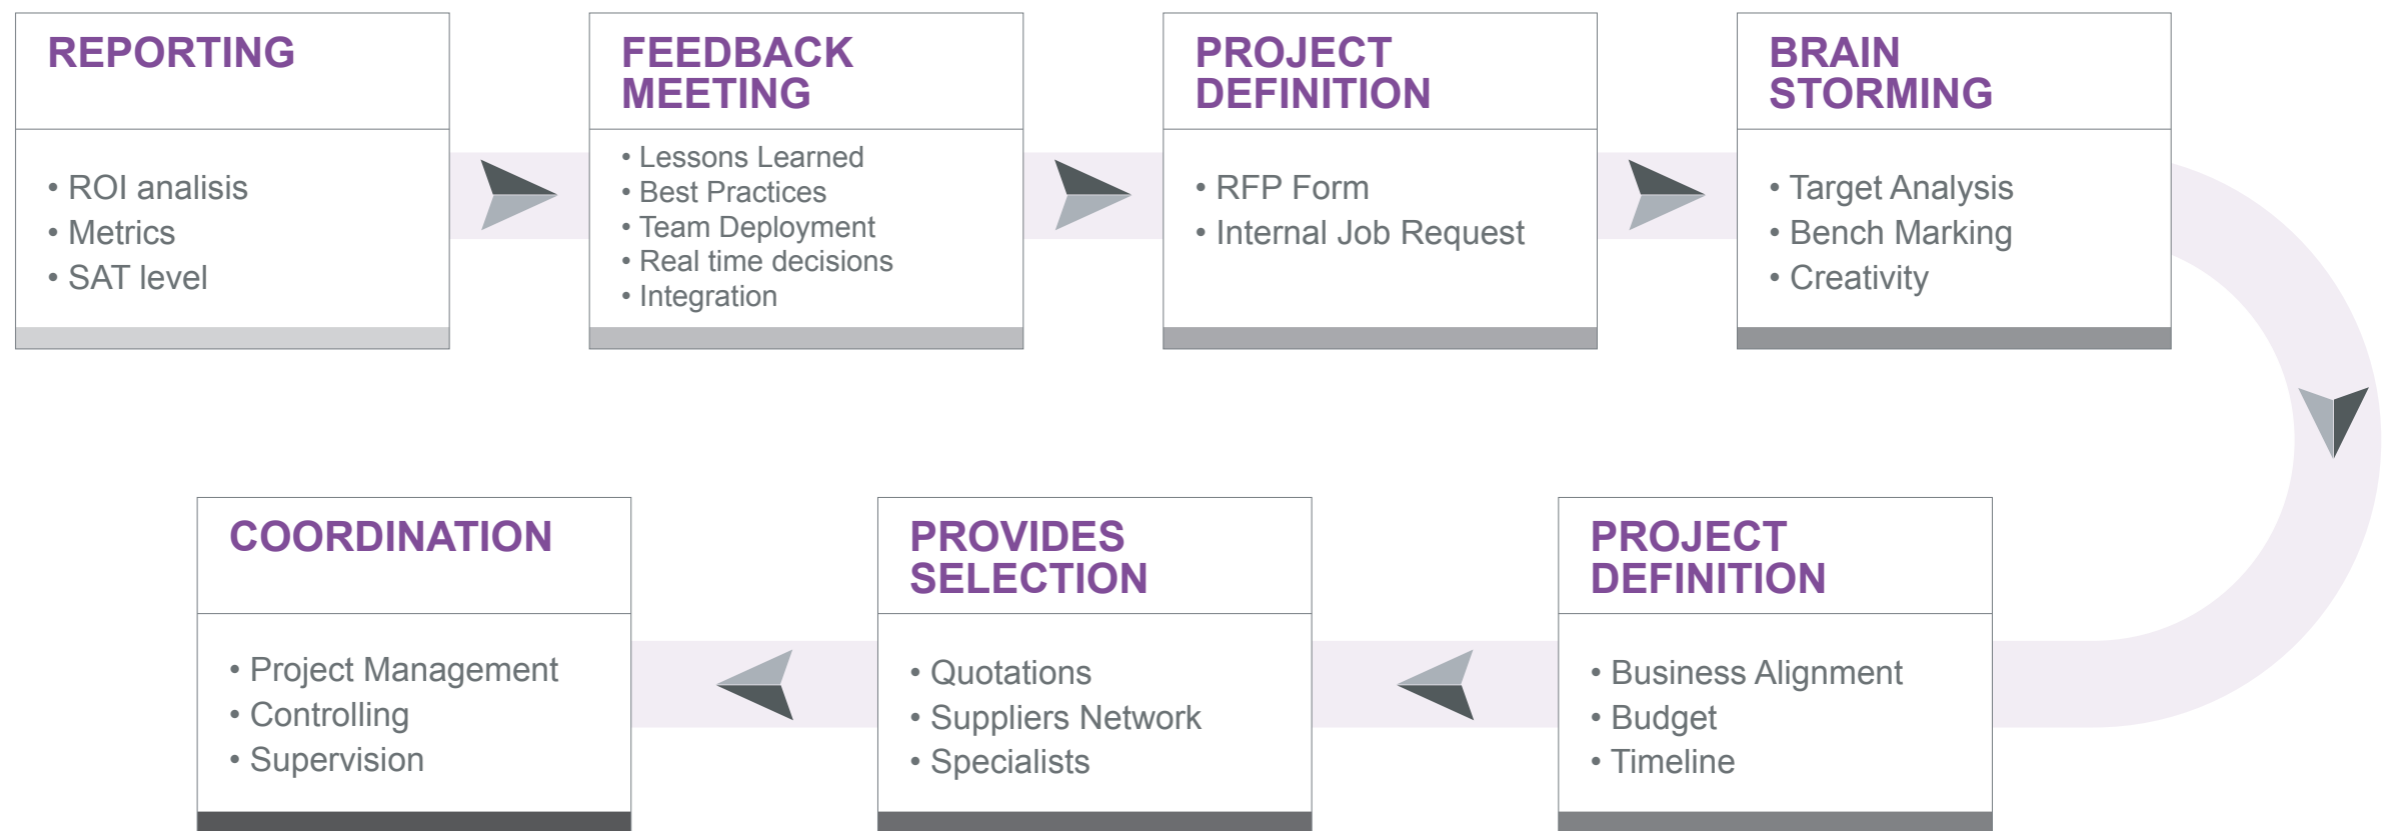 REPORTING
• ROI analisis
• Metrics
• SAT level
FEEDBACK
MEETING
• Lessons Learned
• Best Practices
• Team Deployment
• Real time decisions
• Integration
PROJECT
DEFINITION
• RFP Form
• Internal Job Request
BRAIN
STORMING
• Target Analysis
• Bench Marking
• Creativity
PROJECT
DEFINITION
• Business Alignment
• Budget
• Timeline
PROVIDES
SELECTION
• Quotations
• Suppliers Network
• Specialists
COORDINATION
• Project Management
• Controlling
• Supervision